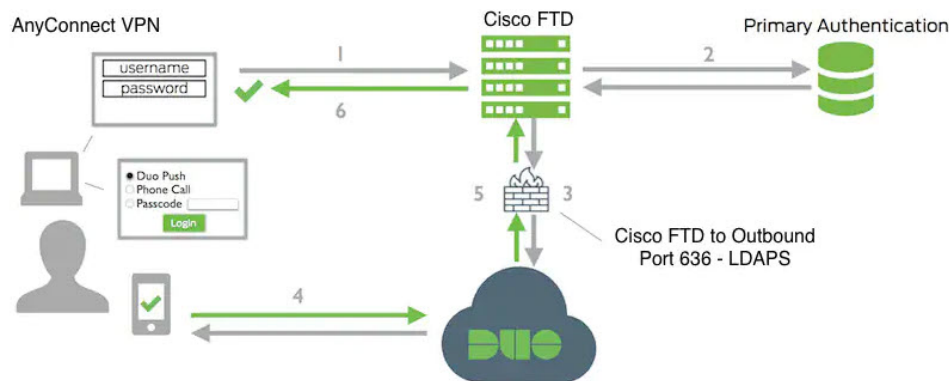 AnyConnect VPN
Cisco FTD
Primary Authentication
username
password
1
2
6
Duo Push
Phone Call
Passcode
Login
5
3
Cisco FTD to Outbound
Port 636 - LDAPS
4
DUO